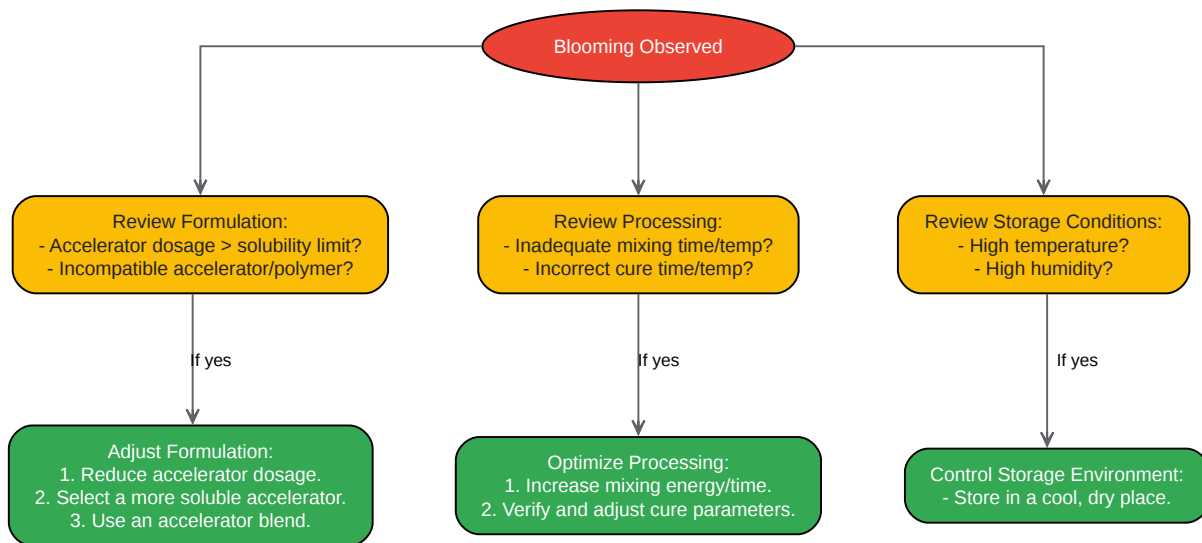 Blooming Observed
Review Formulation:
- Accelerator dosage > solubility limit?
- Incompatible accelerator/polymer?
Review Processing:
- Inadequate mixing time/temp?
- Incorrect cure time/temp?
Review Storage Conditions:
- High temperature?
- High humidity?
If yes
If yes
If yes
Adjust Formulation:
1. Reduce accelerator dosage.
2. Select a more soluble accelerator.
3. Use an accelerator blend.
Optimize Processing:
1. Increase mixing energy/time.
2. Verify and adjust cure parameters.
Control Storage Environment:
- Store in a cool, dry place.